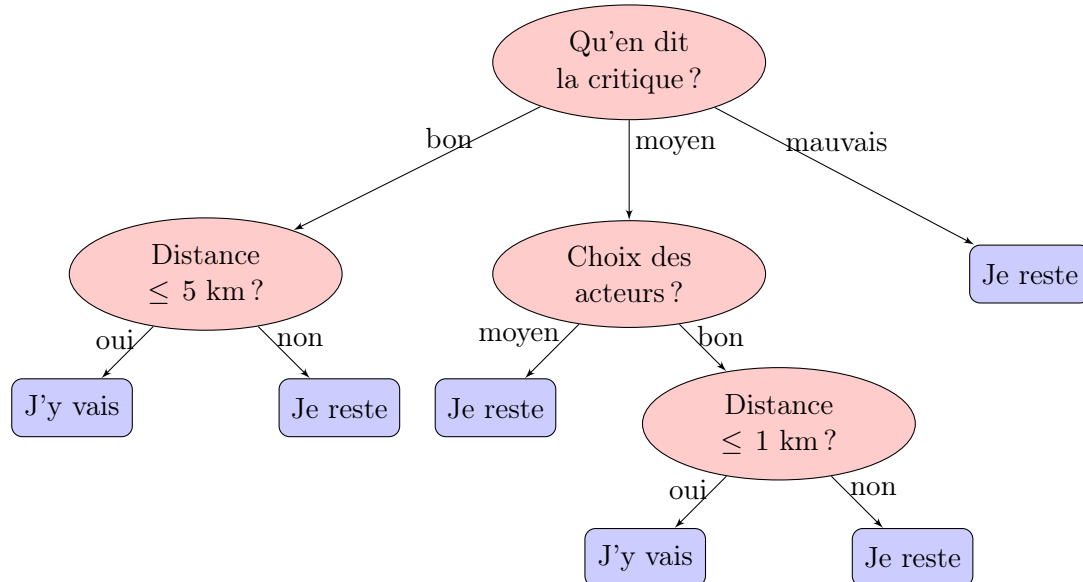 Qu'en dit
la critique ?
bon
moyen
mauvais
Distance
≤ 5 km ?
Choix des
acteurs ?
Je reste
oui
non
moyen
bon
J'y vais
Je reste
Je reste
Distance
≤ 1 km ?
oui
non
J'y vais
Je reste